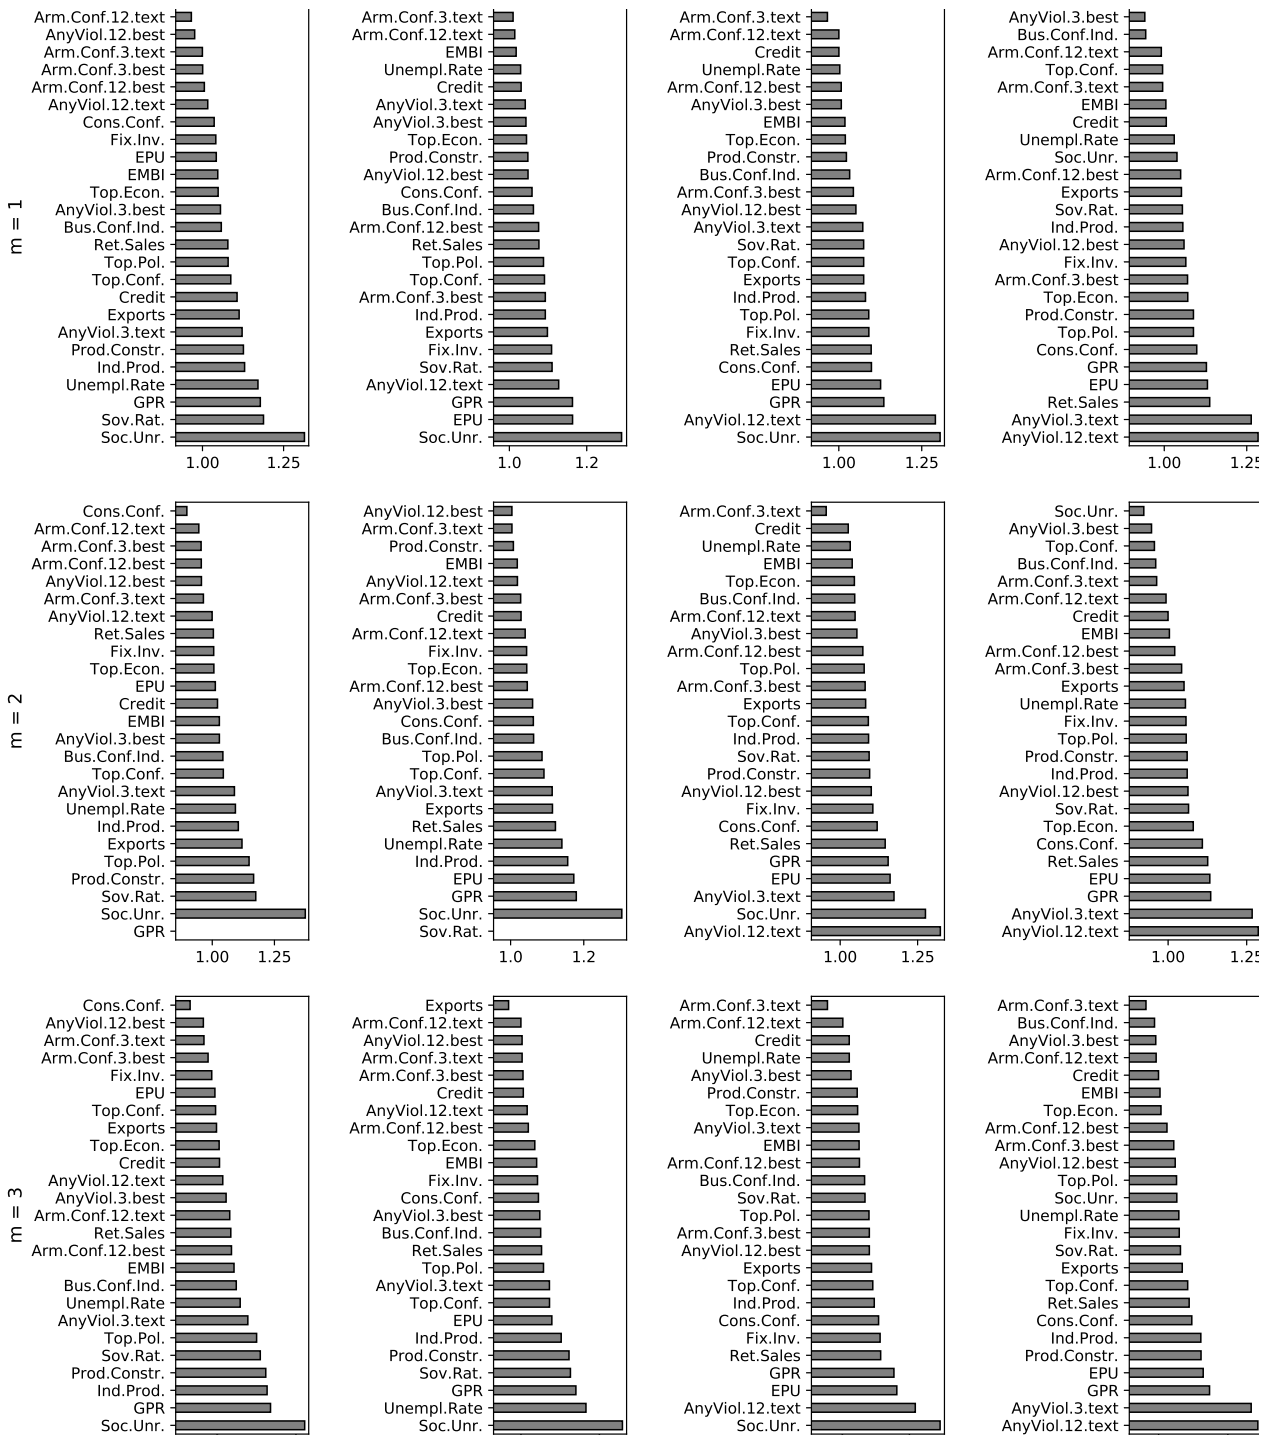 m = 1
Arm.Conf.12.text
AnyViol.12.best
Arm.Conf.3.text
Arm.Conf.3.best
Arm.Conf.12.best
AnyViol.12.text
Cons.Conf.
Fix.Inv.
EPU
EMBI
Top.Econ.
AnyViol.3.best
Bus.Conf.Ind.
Ret.Sales
Top.Pol.
Top.Conf.
Credit
Exports
AnyViol.3.text
Prod.Constr.
Ind.Prod.
Unempl.Rate
GPR
Sov.Rat.
Soc.Unr.
1.00 1.25
Arm.Conf.3.text
Arm.Conf.12.text
EMBI
Unempl.Rate
Credit
AnyViol.3.text
AnyViol.3.best
Top.Econ.
Prod.Constr.
AnyViol.12.best
Cons.Conf.
Bus.Conf.Ind.
Arm.Conf.12.best
Ret.Sales
Top.Pol.
Top.Conf.
Arm.Conf.3.best
Ind.Prod.
Exports
Fix.Inv.
Sov.Rat.
AnyViol.12.text
GPR
EPU
Soc.Unr.
1.0 1.2
Arm.Conf.3.text
Arm.Conf.12.text
Credit
Unempl.Rate
Arm.Conf.12.best
AnyViol.3.best
EMBI
Top.Econ.
Prod.Constr.
Bus.Conf.Ind.
Arm.Conf.3.best
AnyViol.12.best
AnyViol.3.text
Sov.Rat.
Top.Conf.
Exports
Ind.Prod.
Top.Pol.
Fix.Inv.
Ret.Sales
Cons.Conf.
EPU
GPR
AnyViol.12.text
Soc.Unr.
1.00 1.25
AnyViol.3.best
Bus.Conf.Ind.
Arm.Conf.12.text
Top.Conf.
Arm.Conf.3.text
EMBI
Credit
Unempl.Rate
Soc.Unr.
Arm.Conf.12.best
Exports
Sov.Rat.
Ind.Prod.
AnyViol.12.best
Fix.Inv.
Arm.Conf.3.best
Top.Econ.
Prod.Constr.
Top.Pol.
Cons.Conf.
GPR
EPU
Ret.Sales
AnyViol.3.text
AnyViol.12.text
1.00 1.25
m = 2
Cons.Conf.
Arm.Conf.12.text
Arm.Conf.3.best
Arm.Conf.12.best
AnyViol.12.best
Arm.Conf.3.text
AnyViol.12.text
Ret.Sales
Fix.Inv.
Top.Econ.
EPU
Credit
EMBI
AnyViol.3.best
Bus.Conf.Ind.
Top.Conf.
AnyViol.3.text
Unempl.Rate
Ind.Prod.
Exports
Top.Pol.
Prod.Constr.
Sov.Rat.
Soc.Unr.
GPR
1.00 1.25
AnyViol.12.best
Arm.Conf.3.text
Prod.Constr.
EMBI
AnyViol.12.text
Arm.Conf.3.best
Credit
Arm.Conf.12.text
Fix.Inv.
Top.Econ.
Arm.Conf.12.best
AnyViol.3.best
Cons.Conf.
Bus.Conf.Ind.
Top.Pol.
Top.Conf.
AnyViol.3.text
Exports
Ret.Sales
Unempl.Rate
Ind.Prod.
EPU
GPR
Soc.Unr.
Sov.Rat.
1.0 1.2
Arm.Conf.3.text
Credit
Unempl.Rate
EMBI
Top.Econ.
Bus.Conf.Ind.
Arm.Conf.12.text
AnyViol.3.best
Arm.Conf.12.best
Top.Pol.
Arm.Conf.3.best
Exports
Top.Conf.
Ind.Prod.
Sov.Rat.
Prod.Constr.
AnyViol.12.best
Fix.Inv.
Cons.Conf.
Ret.Sales
GPR
EPU
AnyViol.3.text
Soc.Unr.
AnyViol.12.text
1.00 1.25
Soc.Unr.
AnyViol.3.best
Top.Conf.
Bus.Conf.Ind.
Arm.Conf.3.text
Arm.Conf.12.text
Credit
EMBI
Arm.Conf.12.best
Arm.Conf.3.best
Exports
Unempl.Rate
Fix.Inv.
Top.Pol.
Prod.Constr.
Ind.Prod.
AnyViol.12.best
Sov.Rat.
Top.Econ.
Cons.Conf.
Ret.Sales
EPU
GPR
AnyViol.3.text
AnyViol.12.text
1.00 1.25
m = 3
Cons.Conf.
AnyViol.12.best
Arm.Conf.3.text
Arm.Conf.3.best
Fix.Inv.
EPU
Top.Conf.
Exports
Top.Econ.
Credit
AnyViol.12.text
AnyViol.3.best
Arm.Conf.12.text
Ret.Sales
Arm.Conf.12.best
EMBI
Bus.Conf.Ind.
Unempl.Rate
AnyViol.3.text
Top.Pol.
Sov.Rat.
Prod.Constr.
Ind.Prod.
GPR
Soc.Unr.
Exports
Arm.Conf.12.text
AnyViol.12.best
Arm.Conf.3.text
Arm.Conf.3.best
Credit
AnyViol.12.text
Arm.Conf.12.best
Top.Econ.
EMBI
Fix.Inv.
Cons.Conf.
AnyViol.3.best
Bus.Conf.Ind.
Ret.Sales
Top.Pol.
AnyViol.3.text
Top.Conf.
EPU
Ind.Prod.
Prod.Constr.
Sov.Rat.
GPR
Unempl.Rate
Soc.Unr.
Arm.Conf.3.text
Arm.Conf.12.text
Credit
Unempl.Rate
AnyViol.3.best
Prod.Constr.
Top.Econ.
AnyViol.3.text
EMBI
Arm.Conf.12.best
Bus.Conf.Ind.
Sov.Rat.
Top.Pol.
Arm.Conf.3.best
AnyViol.12.best
Exports
Top.Conf.
Ind.Prod.
Cons.Conf.
Fix.Inv.
Ret.Sales
GPR
EPU
AnyViol.12.text
Soc.Unr.
Arm.Conf.3.text
Bus.Conf.Ind.
AnyViol.3.best
Arm.Conf.12.text
Credit
EMBI
Top.Econ.
Arm.Conf.12.best
Arm.Conf.3.best
AnyViol.12.best
Top.Pol.
Soc.Unr.
Unempl.Rate
Fix.Inv.
Sov.Rat.
Exports
Top.Conf.
Ret.Sales
Cons.Conf.
Ind.Prod.
Prod.Constr.
EPU
GPR
AnyViol.3.text
AnyViol.12.text